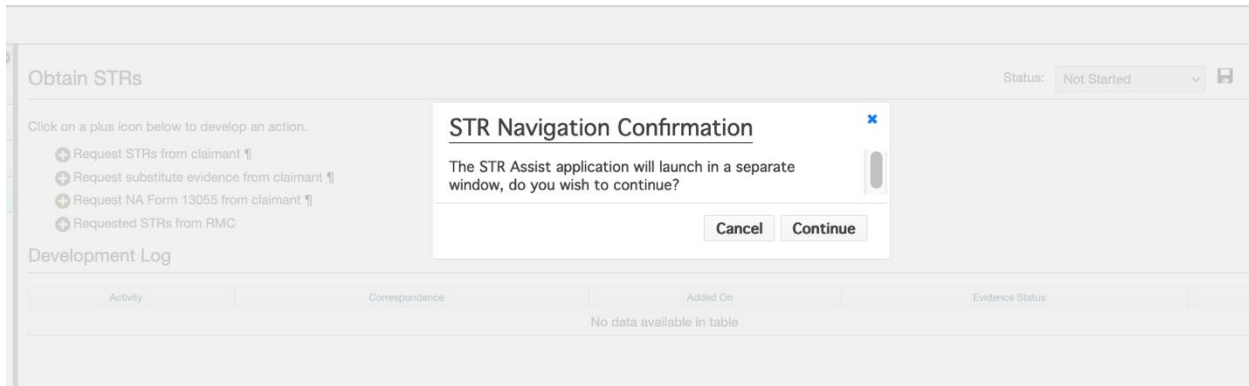 Obtain STRs
Status: Not Started
Click on a plus icon below to develop an action.
Request STRs from claimant ¶
Request substitute evidence from claimant ¶
Request NA Form 13055 from claimant ¶
Requested STRs from RMC
STR Navigation Confirmation
The STR Assist application will launch in a separate
window, do you wish to continue?
Cancel Continue
Development Log
Activity Correspondence Added On Evidence Status
No data available in table